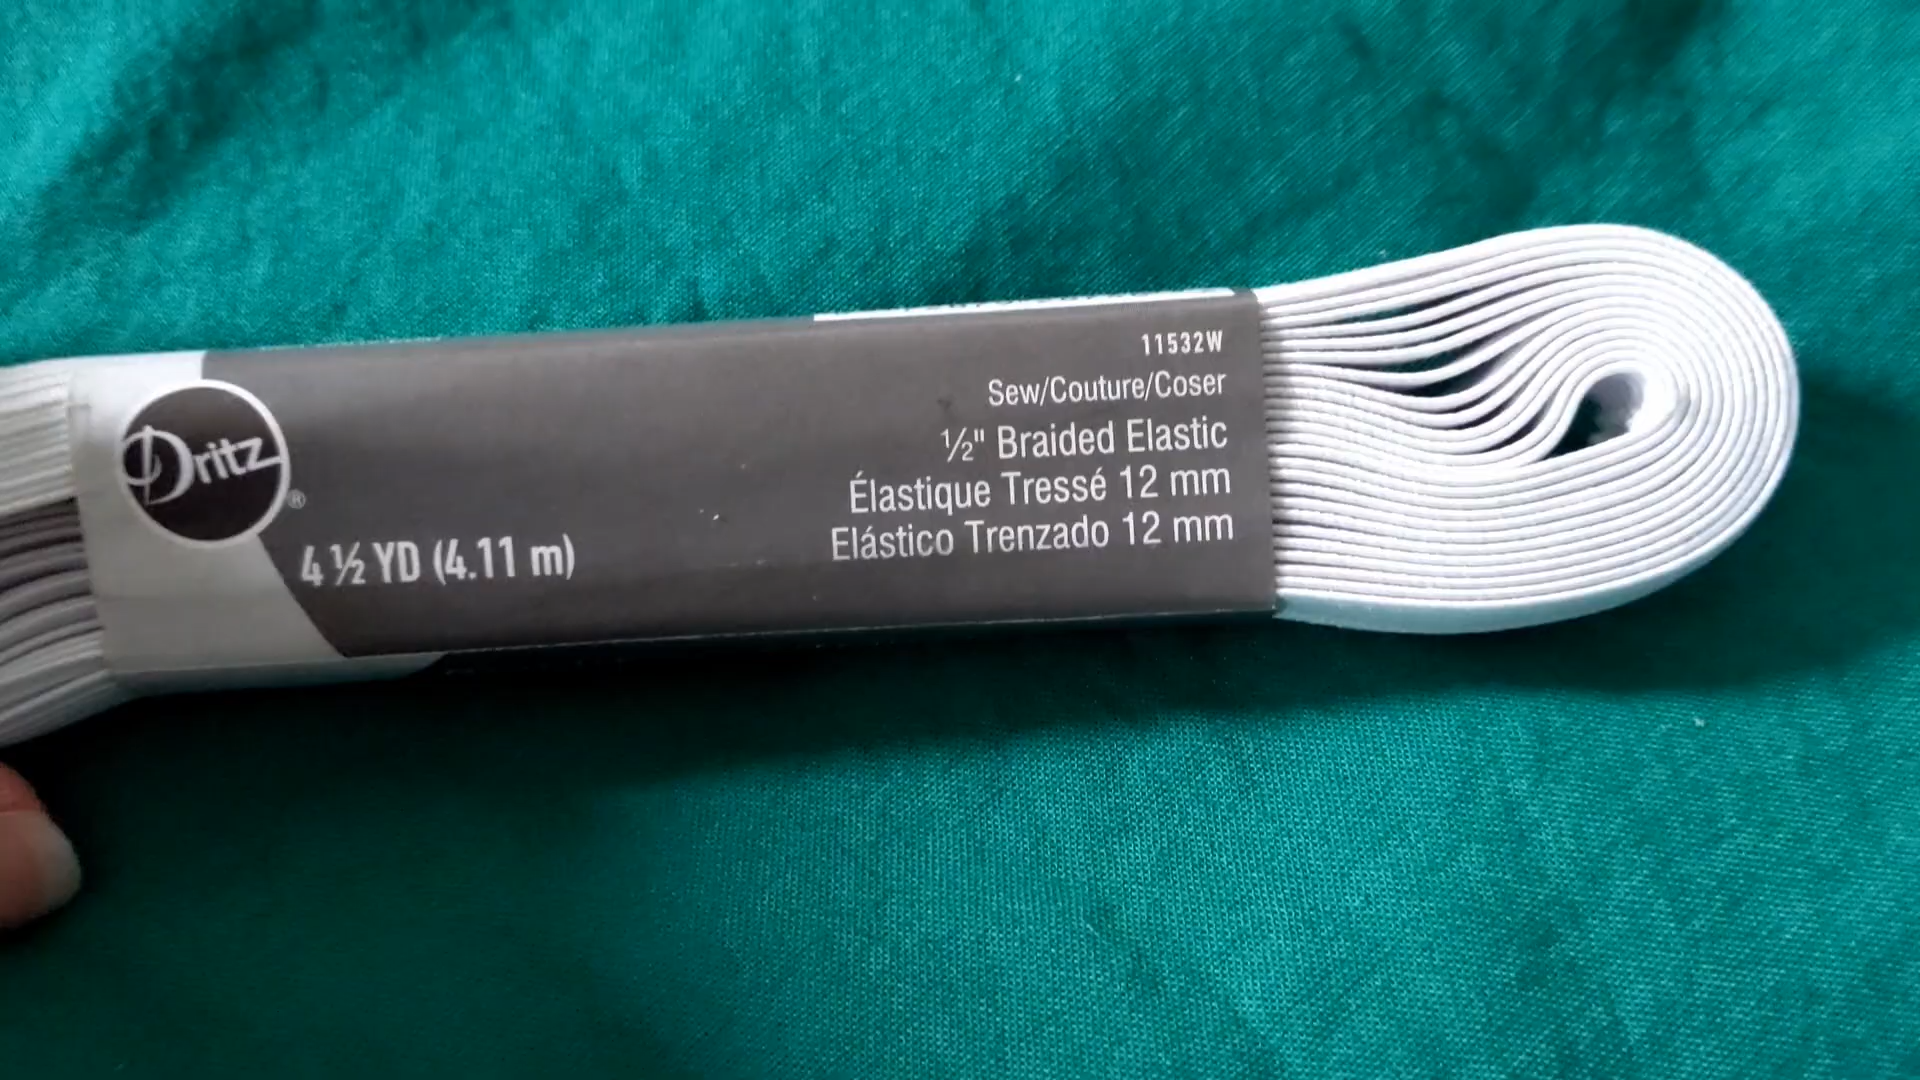 Dritz®
4 ½ YD (4.11 m)
11532W
Sew/Couture/Coser
½" Braided Elastic
Élastique Tressé 12 mm
Elástico Trenzado 12 mm